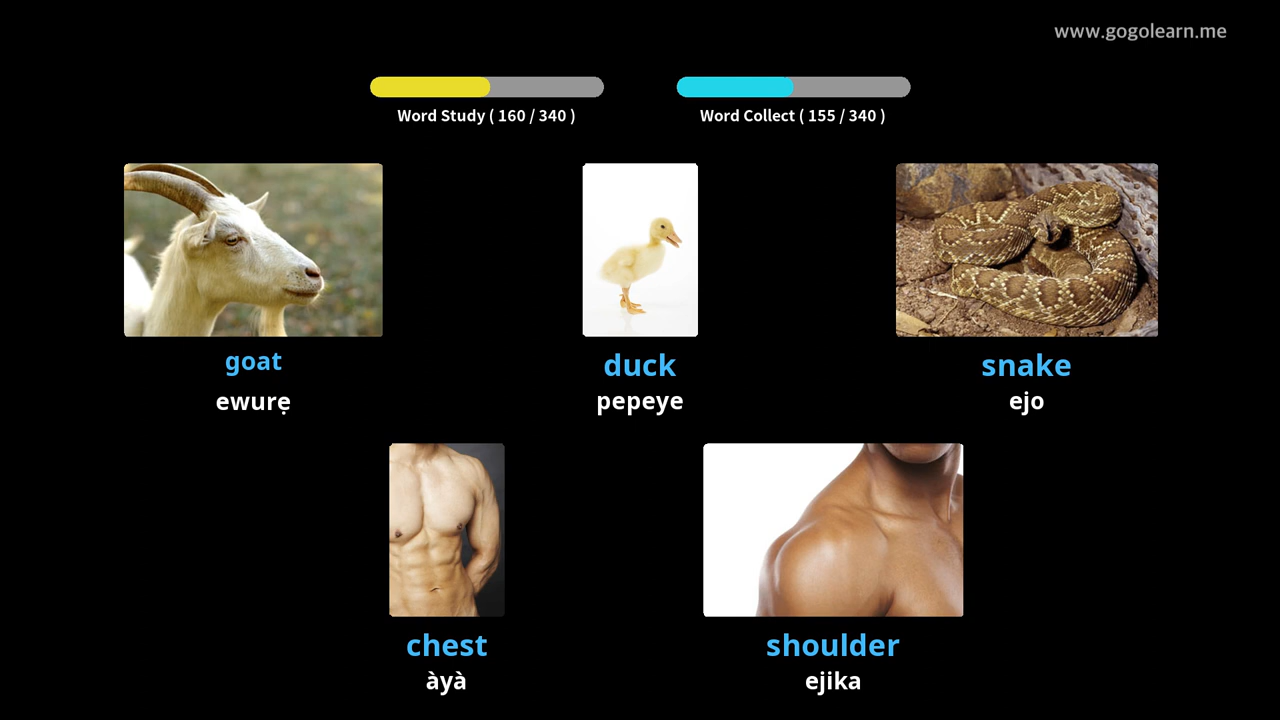 www.gogolearn.me
Word Study ( 160 / 340 )
Word Collect ( 155 / 340 )
goat
ewurẹ
duck
pepeye
snake
ejo
chest
àyà
shoulder
ejika